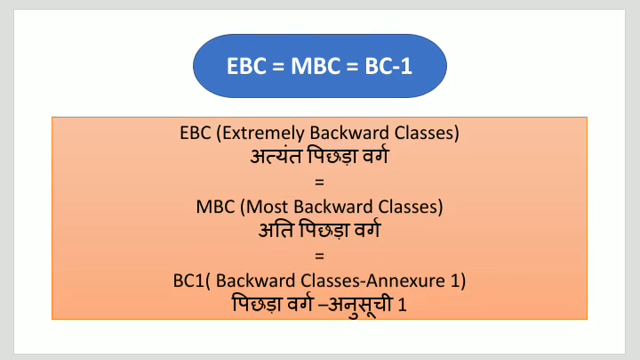 EBC = MBC = BC-1
EBC (Extremely Backward Classes)
अत्यंत पिछड़ा वर्ग
=
MBC (Most Backward Classes)
अति पिछड़ा वर्ग
=
BC1( Backward Classes-Annexure 1)
पिछड़ा वर्ग –अनुसूची 1